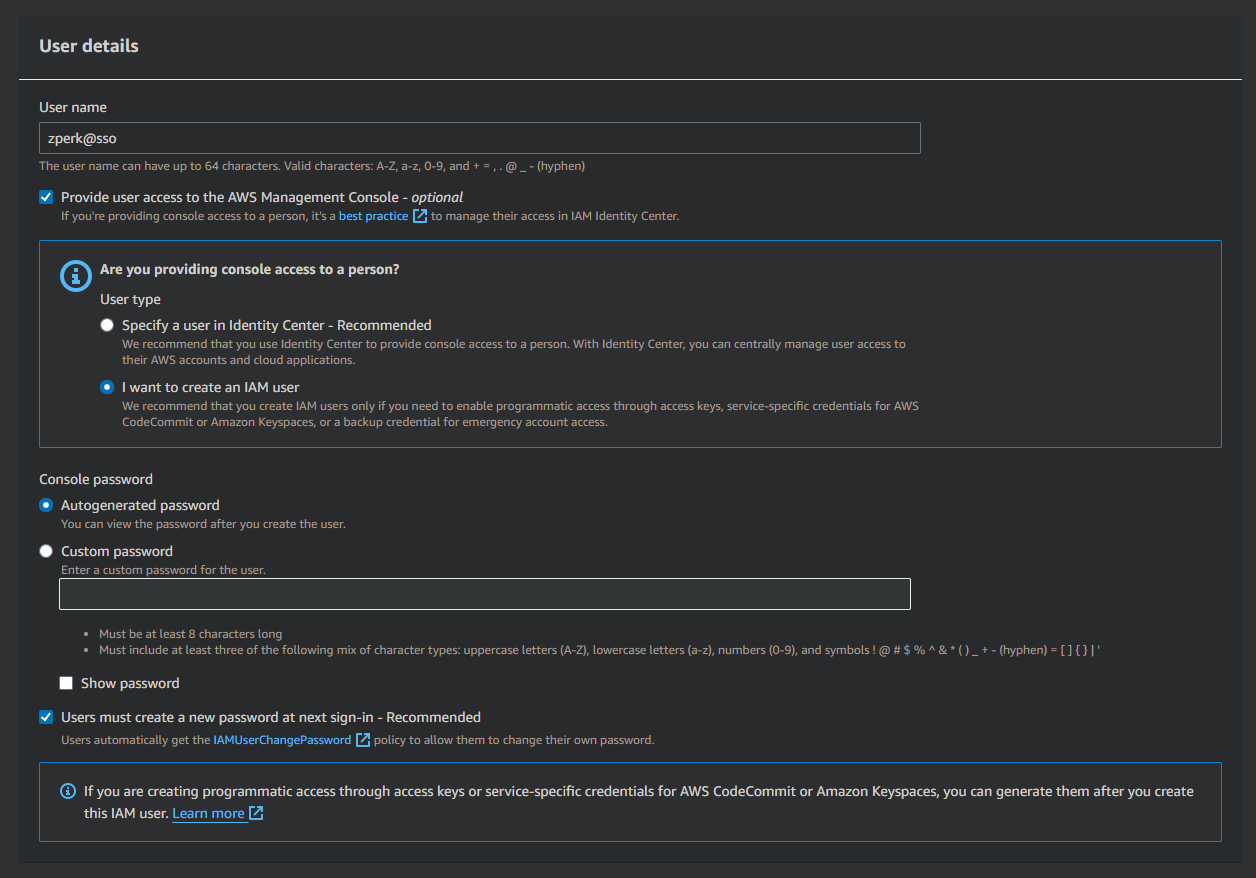 User details
User name
zperk@sso
The user name can have up to 64 characters. Valid characters: A-Z, a-z, 0-9, and + = , . @ _ - (hyphen)
Provide user access to the AWS Management Console - optional
If you're providing console access to a person, it's a best practice to manage their access in IAM Identity Center.
Are you providing console access to a person?
User type
Specify a user in Identity Center - Recommended
We recommend that you use Identity Center to provide console access to a person. With Identity Center, you can centrally manage user access to
their AWS accounts and cloud applications.
I want to create an IAM user
We recommend that you create IAM users only if you need to enable programmatic access through access keys, service-specific credentials for AWS
CodeCommit or Amazon Keyspaces, or a backup credential for emergency account access.
Console password
Autogenerated password
You can view the password after you create the user.
Custom password
Enter a custom password for the user.
• Must be at least 8 characters long
• Must include at least three of the following mix of character types: uppercase letters (A-Z), lowercase letters (a-z), numbers (0-9), and symbols ! @ # $ % ^ & * ( ) _ + - (hyphen) = [ ] { } | '
Show password
Users must create a new password at next sign-in - Recommended
Users automatically get the IAMUserChangePassword policy to allow them to change their own password.
If you are creating programmatic access through access keys or service-specific credentials for AWS CodeCommit or Amazon Keyspaces, you can generate them after you create
this IAM user. Learn more